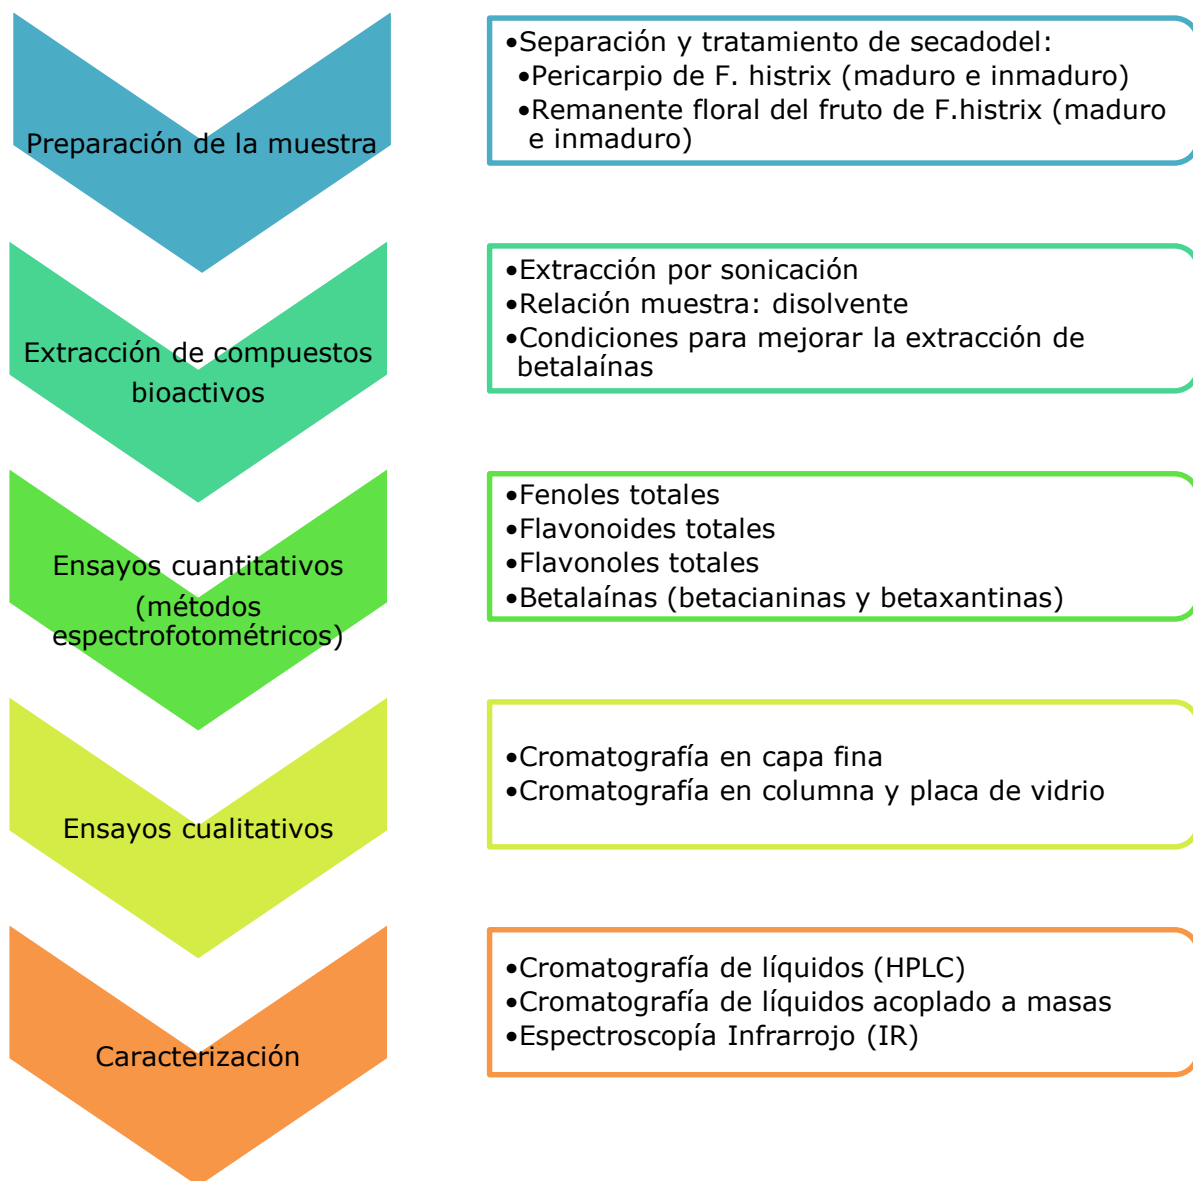 Preparación de la muestra
•Separación y tratamiento de secadodel:
•Pericarpio de F. histrix (maduro e inmaduro)
•Remanente floral del fruto de F.histrix (maduro
e inmaduro)
Extracción de compuestos
bioactivos
•Extracción por sonicación
•Relación muestra: disolvente
•Condiciones para mejorar la extracción de
betalaínas
Ensayos cuantitativos
(métodos
espectrofotométricos)
•Fenoles totales
•Flavonoides totales
•Flavonoles totales
•Betalaínas (betacianinas y betaxantinas)
Ensayos cualitativos
•Cromatografía en capa fina
•Cromatografía en columna y placa de vidrio
Caracterización
•Cromatografía de líquidos (HPLC)
•Cromatografía de líquidos acoplado a masas
•Espectroscopía Infrarrojo (IR)